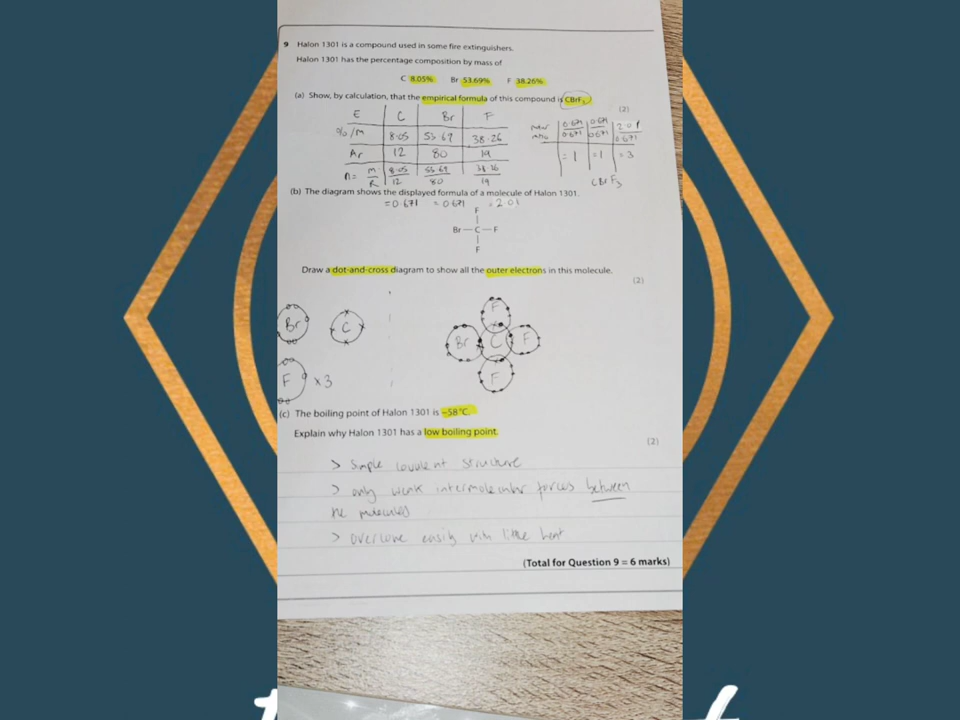 9 Halon 1301 is a compound used in some fire extinguishers.
Halon 1301 has the percentage composition by mass of
C 8.05% Br 53.69% F 38.26%
(a) Show, by calculation, that the empirical formula of this compound is CBrF3.
(2)
E C Br F
%/M 8.05 53.69 38.26
Ar 12 80 19
n= M/R 8.05/12 53.69/80 38.26/19
=0.671 =0.671 =2.01
molar ratio 0.671/0.671 0.671/0.671 2.01/0.671
=1 =1 =3
CBrF3
(b) The diagram shows the displayed formula of a molecule of Halon 1301.
F
Br—C—F
F
Draw a dot-and-cross diagram to show all the outer electrons in this molecule.
(2)
Br C
F x3
F
Br C F
F
(c) The boiling point of Halon 1301 is –58°C.
Explain why Halon 1301 has a low boiling point.
(2)
> Simple covalent structure
> only weak intermolecular forces between
the molecules
> overcome easily with little heat
(Total for Question 9 = 6 marks)